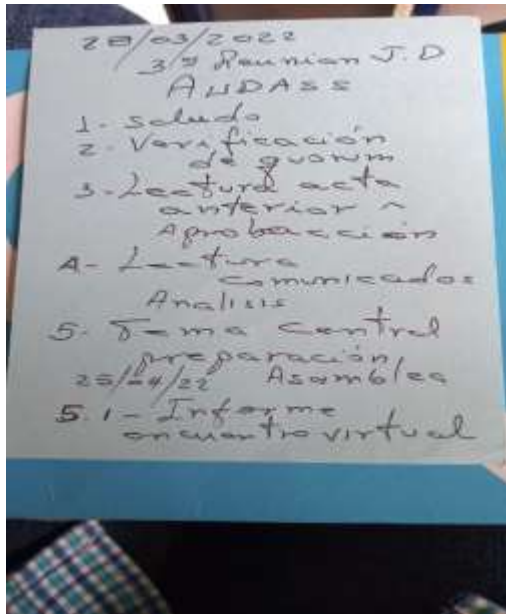 28/03/2022
3ª Reunion J.D
AUDASS
1- Saludo
2- Verificación
de quorum
3- Lectura acta
anterior ^
Aprobacción
4- Lectura
comunicados
Analisis
5- Tema central
preparación
25/04/22 Asamblea
5.1- Informe
encuentro virtual